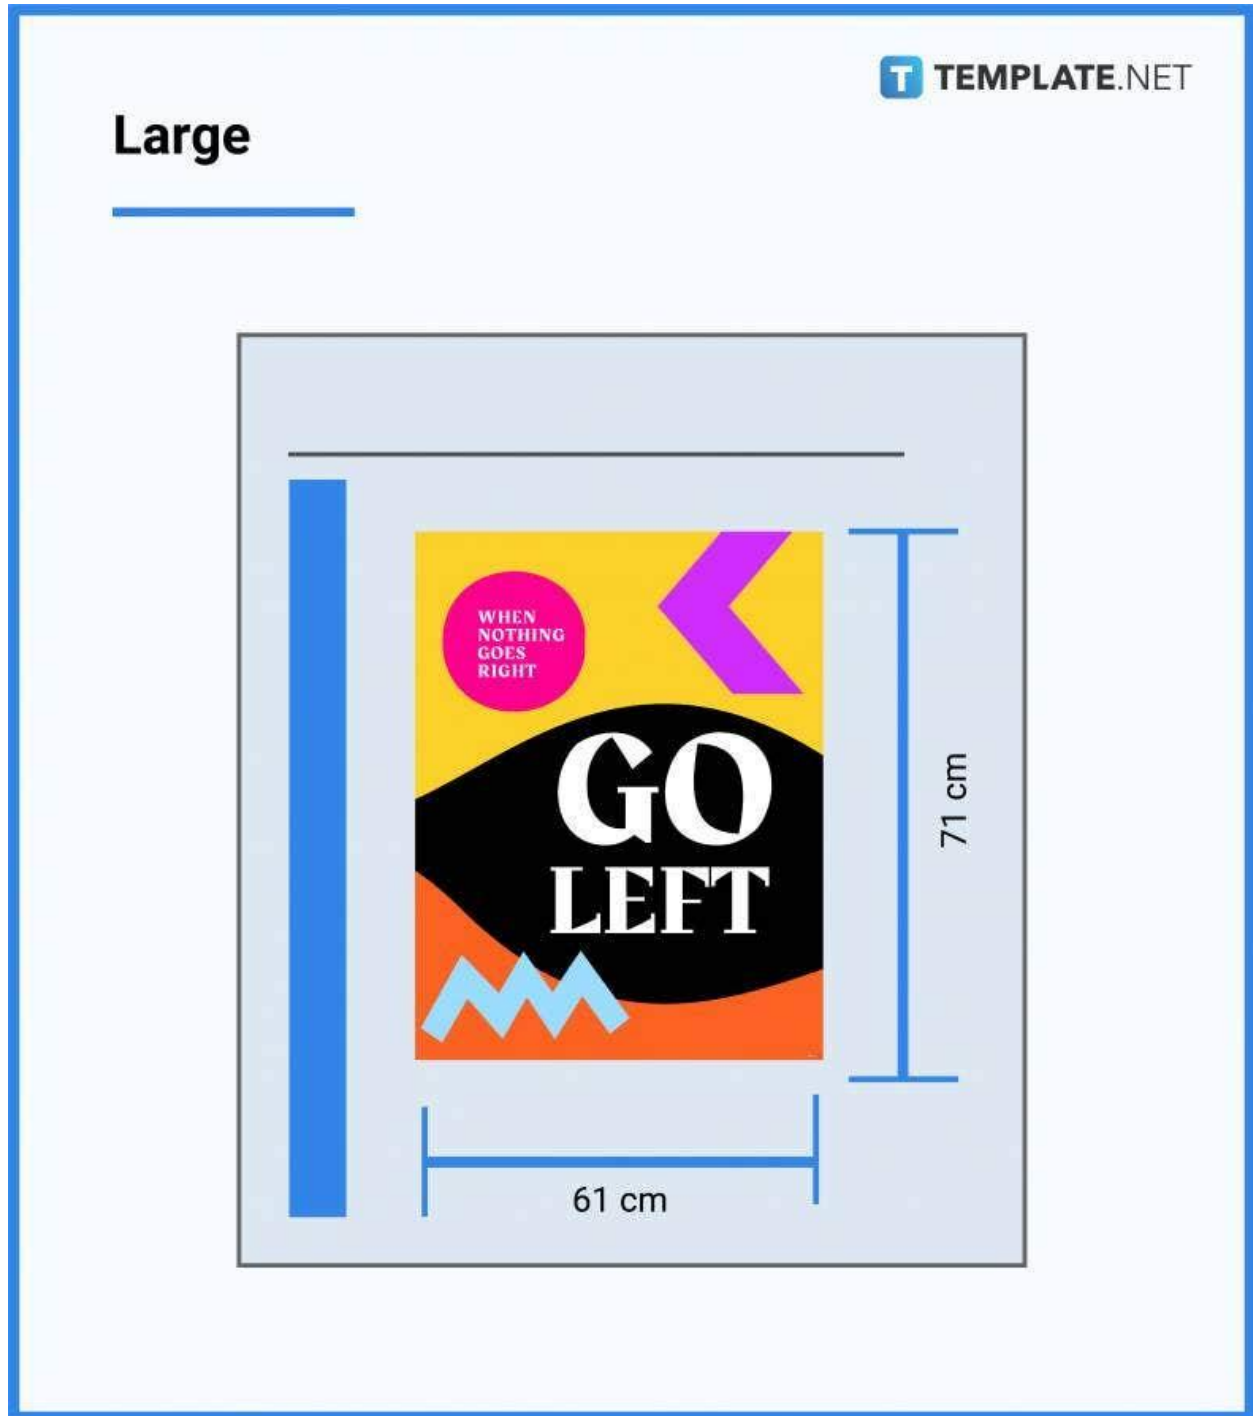 TEMPLATE.NET
Large
WHEN
NOTHING
GOES
RIGHT
GO
LEFT
71 cm
61 cm